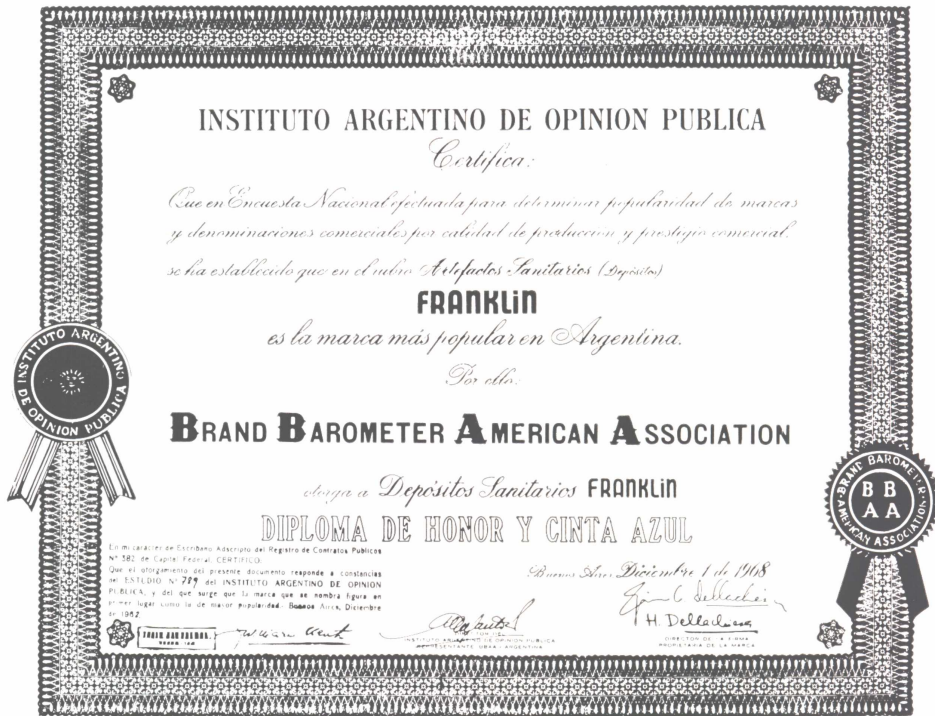 INSTITUTO ARGENTINO DE OPINION PUBLICA
Certifica:
Que en Encuesta Nacional efectuada para determinar popularidad de marcas
y denominaciones comerciales por calidad de producción y prestigio comercial,
se ha establecido que en el rubro Artefactos Sanitarios (Depósitos)
FRANKLiN
es la marca más popular en Argentina.
Por ello:
BRAND BAROMETER AMERICAN ASSOCIATION
otorga a Depósitos Sanitarios FRANKLiN
DIPLOMA DE HONOR Y CINTA AZUL
En mi carácter de Escribano Adscripto del Registro de Contratos Publicos
Nº 582 de Capital Federal, CERTIFICO:
Que el otorgamiento del presente documento responde a constancias
del ESTUDIO Nº 789 del INSTITUTO ARGENTINO DE OPINION
PUBLICA, y del que surge que la marca que se nombra figura en
primer lugar como la de mayor popularidad. Buenos Aires, Diciembre
de
Buenos Aires Diciembre 1 de 1968
INSTITUTO ARGENTINO DE OPINION PUBLICA
REPRESENTANTE BBAA - ARGENTINA
DIRECTOR DE LA FIRMA
PROPIETARIA DE LA MARCA
INSTITUTO ARGENTINO
DE OPINION PUBLICA
BRAND BAROMETER
AMERICAN ASSOCIATION
BB
AA